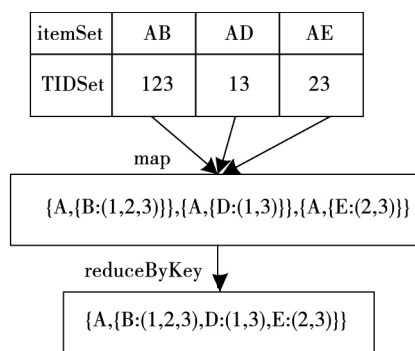 itemSet AB AD AE
TIDSet 123 13 23
map
{A,{B:(1,2,3)}},{A,{D:(1,3)}},{A,{E:(2,3)}}
reduceByKey
{A,{B:(1,2,3),D:(1,3),E:(2,3)}}